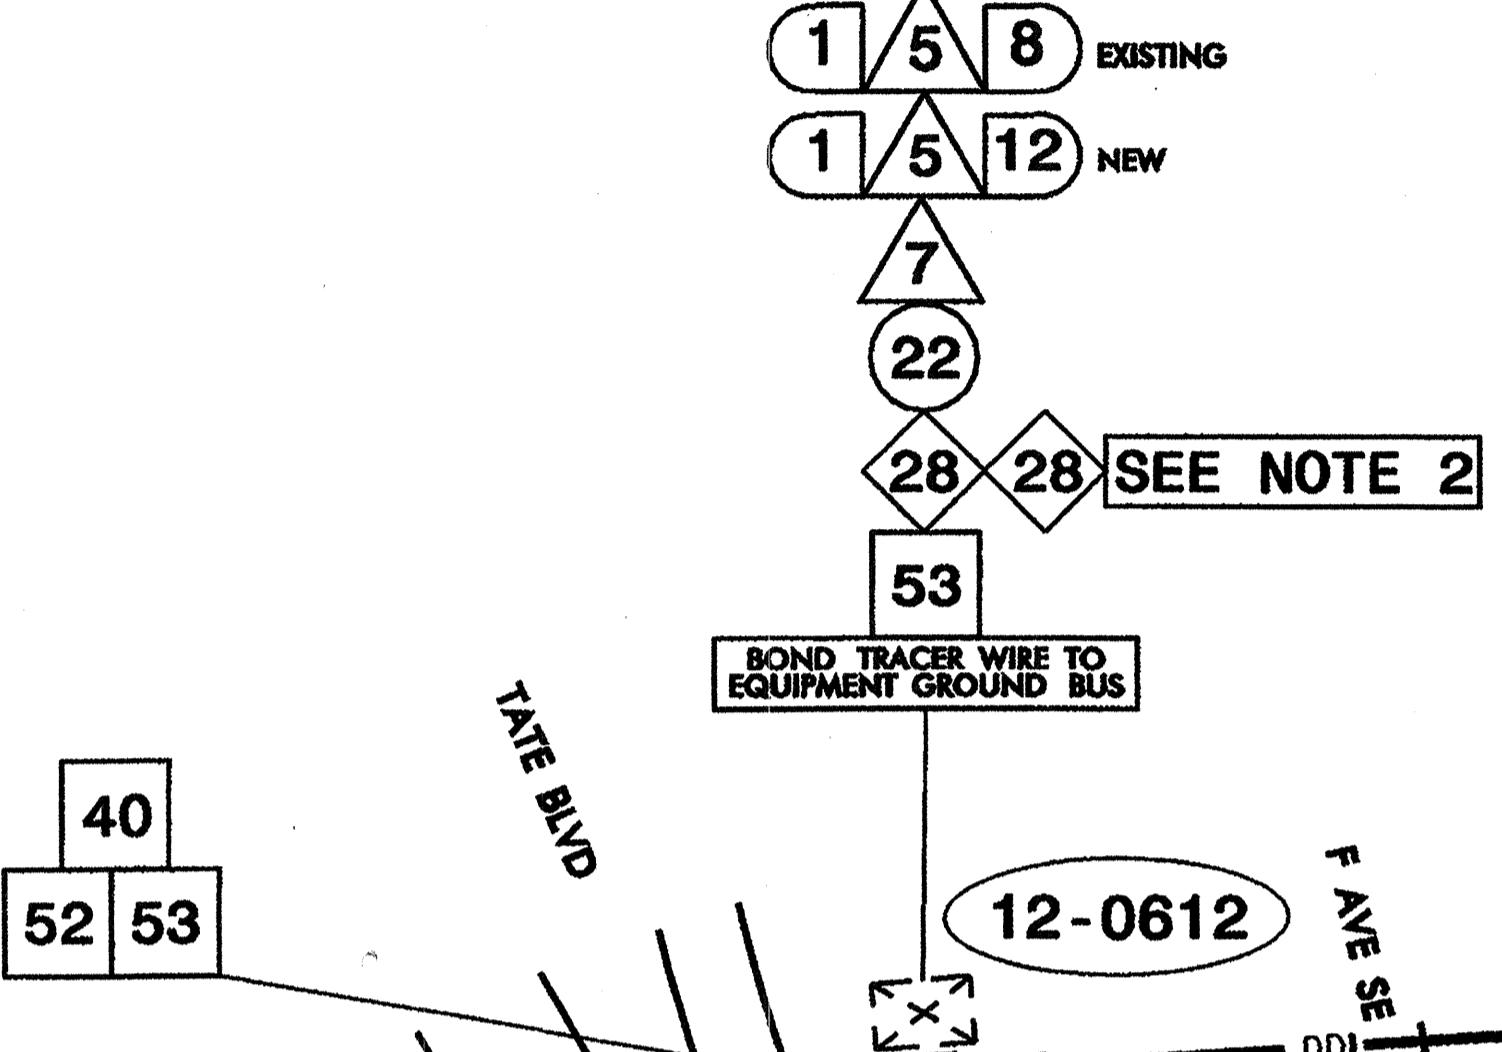 1 5 8 EXISTING
1 5 12 NEW
7
22
28 28 SEE NOTE 2
53
BOND TRACER WIRE TO
EQUIPMENT GROUND BUS
TATE BLVD
40
52 53
12-0612
F AVE SE
X